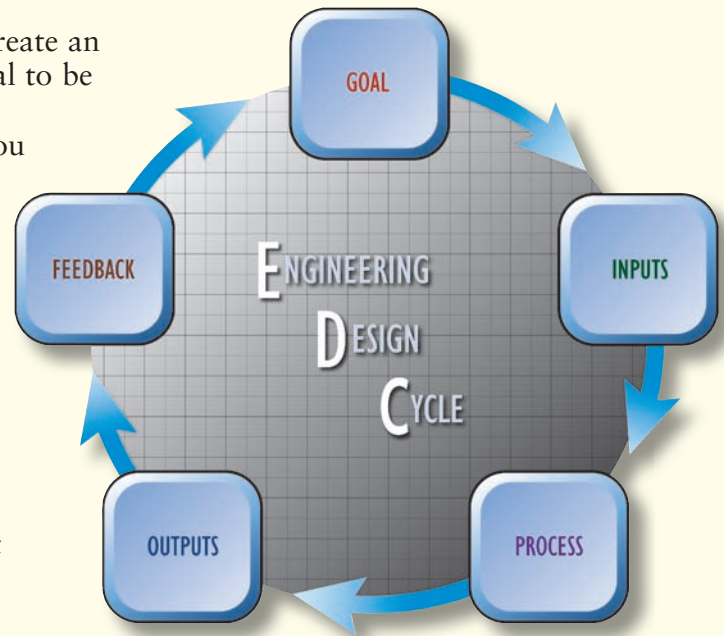 reate an
al to be
ou
GOAL
FEEDBACK
INPUTS
ENGINEERING
DESIGN
CYCLE
OUTPUTS
PROCESS